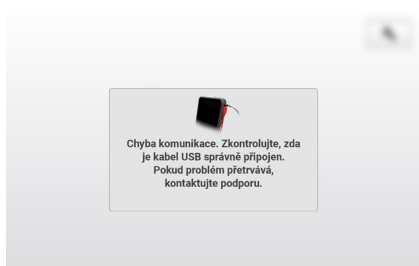 Chyba komunikace. Zkontrolujte, zda
je kabel USB správně připojen.
Pokud problém přetrvává,
kontaktujte podporu.